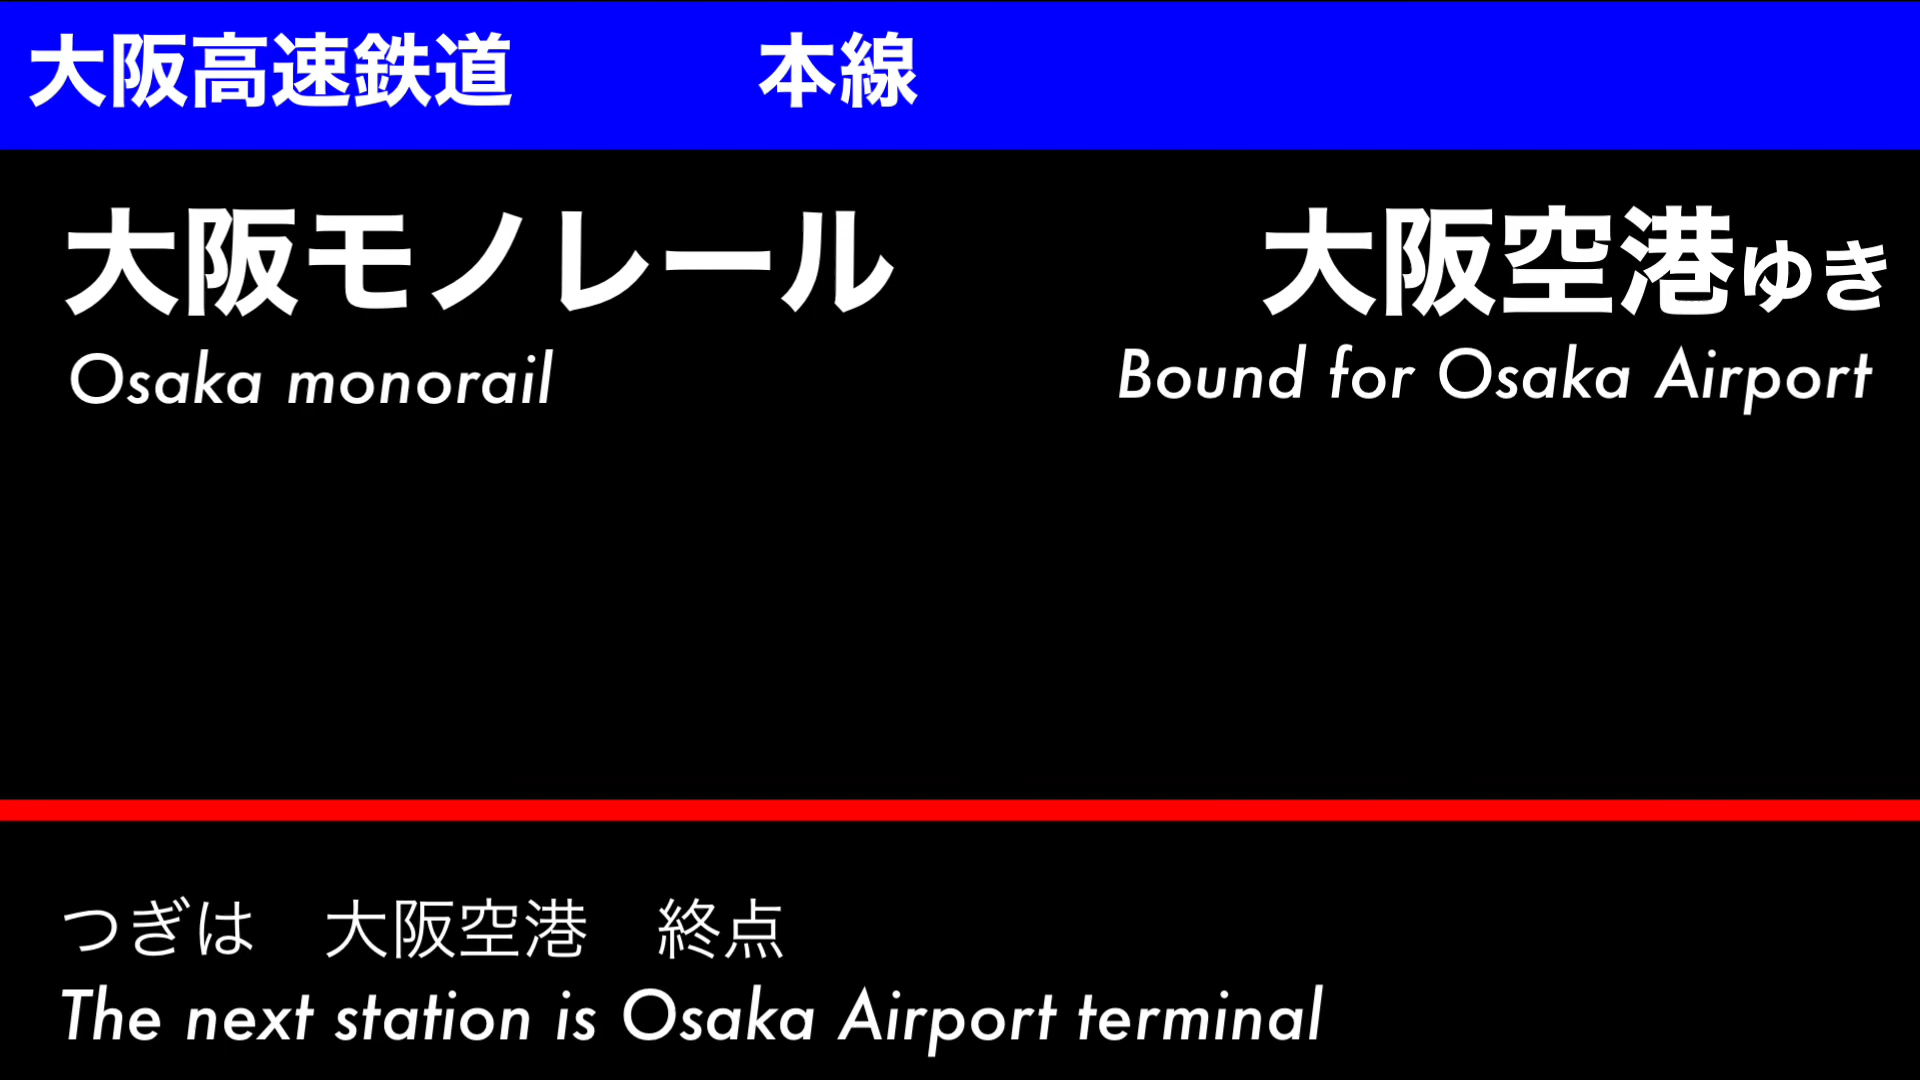 大阪高速鉄道　本線
大阪モノレール　大阪空港ゆき
Osaka monorail　Bound for Osaka Airport
つぎは　大阪空港　終点
The next station is Osaka Airport terminal